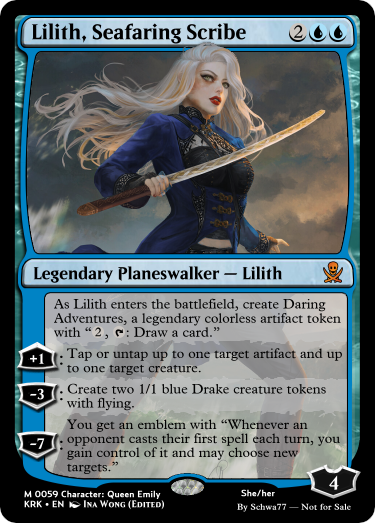 Lilith, Seafaring Scribe 2
Legendary Planeswalker — Lilith
As Lilith enters the battlefield, create Daring
Adventures, a legendary colorless artifact token
with “2, : Draw a card.”
+1: Tap or untap up to one target artifact and up
to one target creature.
-3: Create two 1/1 blue Drake creature tokens
with flying.
-7: You get an emblem with “Whenever an
opponent casts their first spell each turn, you
gain control of it and may choose new
targets.”
4
M 0059 Character: Queen Emily
She/her
KRK • EN Ina Wong (Edited)
By Schwa77 — Not for Sale